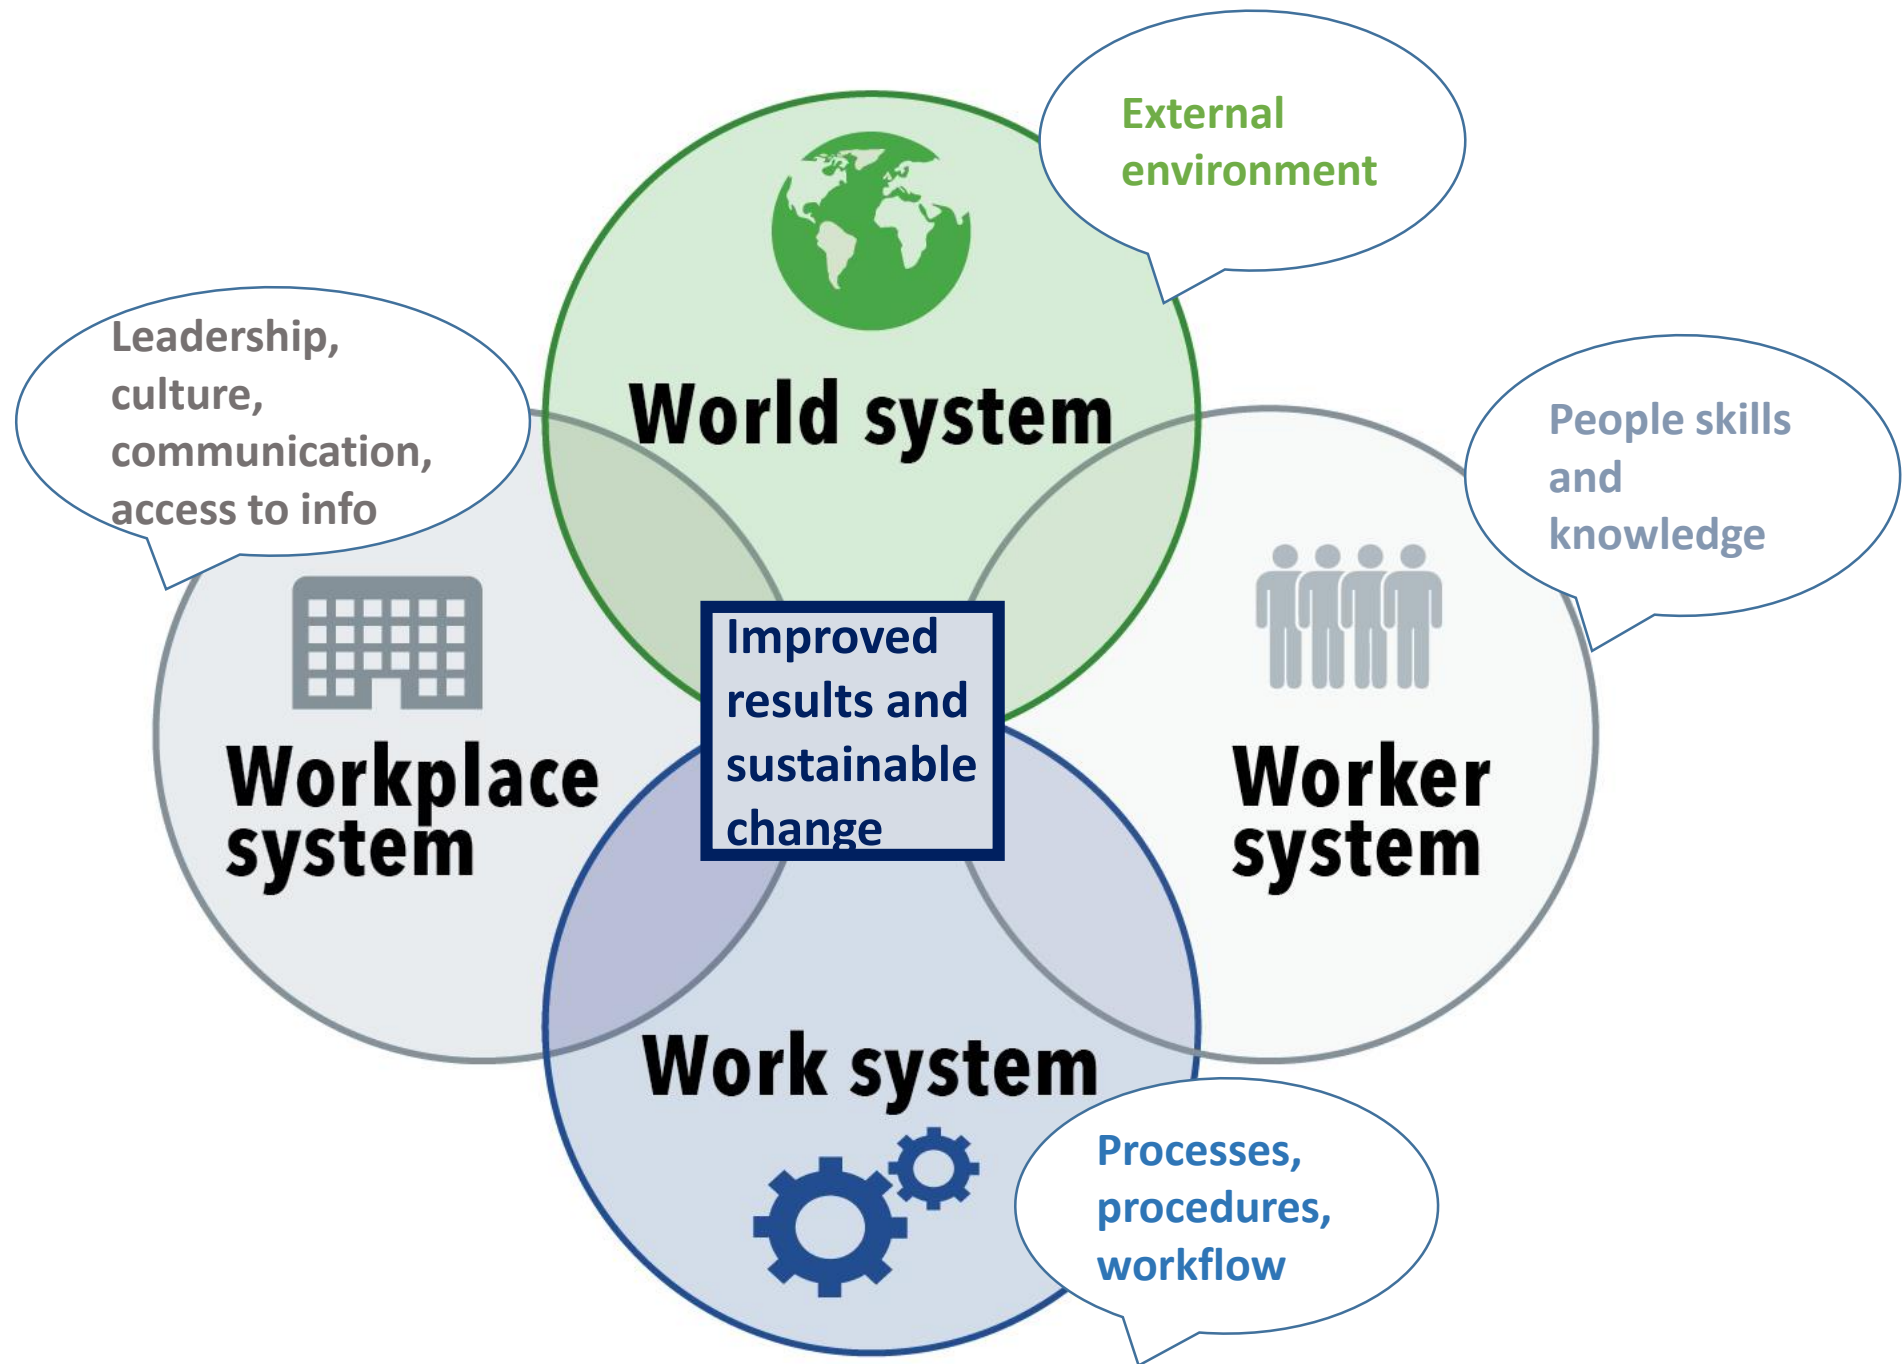 External
environment
World system
Leadership,
culture,
communication,
access to info
People skills
and
knowledge
Workplace
system
Improved
results and
sustainable
change
Worker
system
Work system
Processes,
procedures,
workflow